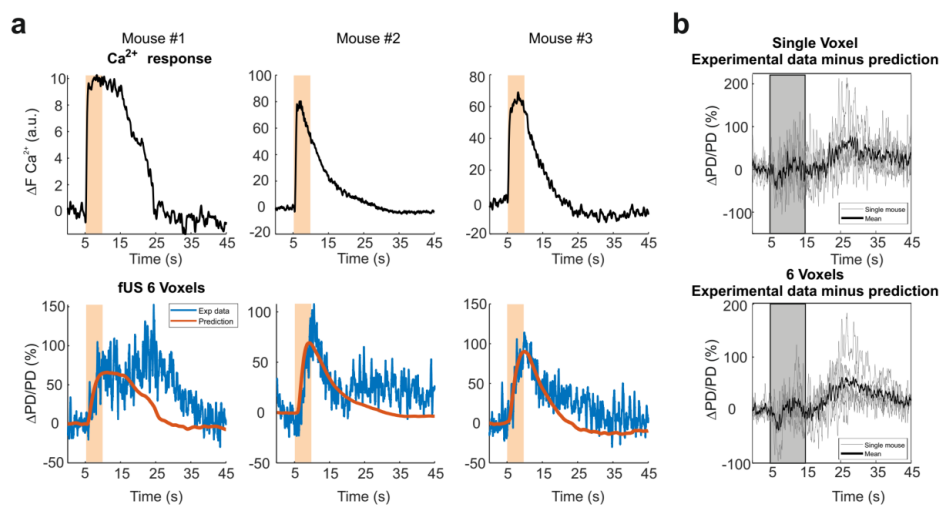 a
b
Mouse #1
Mouse #2
Mouse #3
Ca²⁺ response
ΔF Ca²⁺ (a.u.)
10
8
6
4
2
0
5 15 25 35 45
Time (s)
100
80
60
40
20
0
-20
5 15 25 35 45
Time (s)
80
60
40
20
0
-20
5 15 25 35 45
Time (s)
fUS 6 Voxels
Exp data
Prediction
ΔPD/PD (%)
150
100
50
0
-50
5 15 25 35 45
Time (s)
100
50
0
-50
5 15 25 35 45
Time (s)
150
100
50
0
-50
5 15 25 35 45
Time (s)
Single Voxel
Experimental data minus prediction
ΔPD/PD (%)
200
100
0
-100
Single mouse
Mean
5 15 25 35 45
Time (s)
6 Voxels
Experimental data minus prediction
ΔPD/PD (%)
200
100
0
-100
Single mouse
Mean
5 15 25 35 45
Time (s)